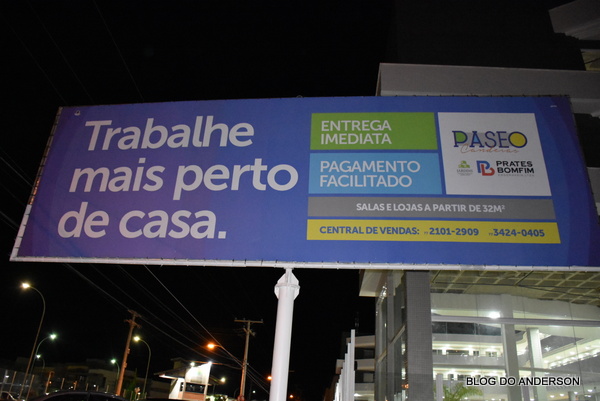 Trabalhe
mais perto
de casa.
ENTREGA
IMEDIATA
PAGAMENTO
FACILITADO
PASEO
PRATES
BOMFIM
SALAS E LOJAS A PARTIR DE 32M²
CENTRAL DE VENDAS: 2101-2909 3424-0405
BLOG DO ANDERSON